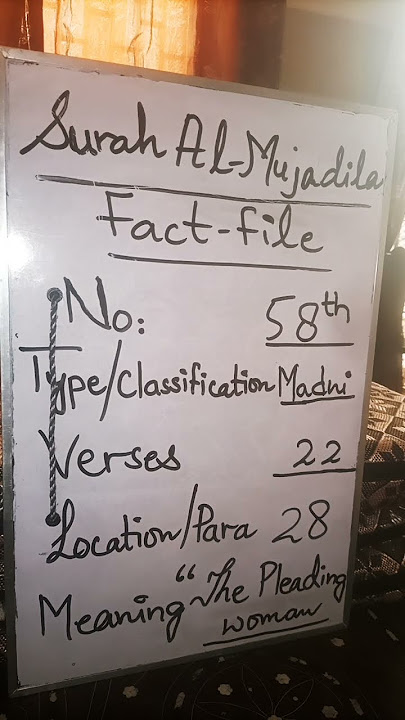 Surah Al-Mujadila
Fact-file
No: 58th
Type/Classification Madni
Verses 22
Location/Para 28
Meaning "The Pleading
woman